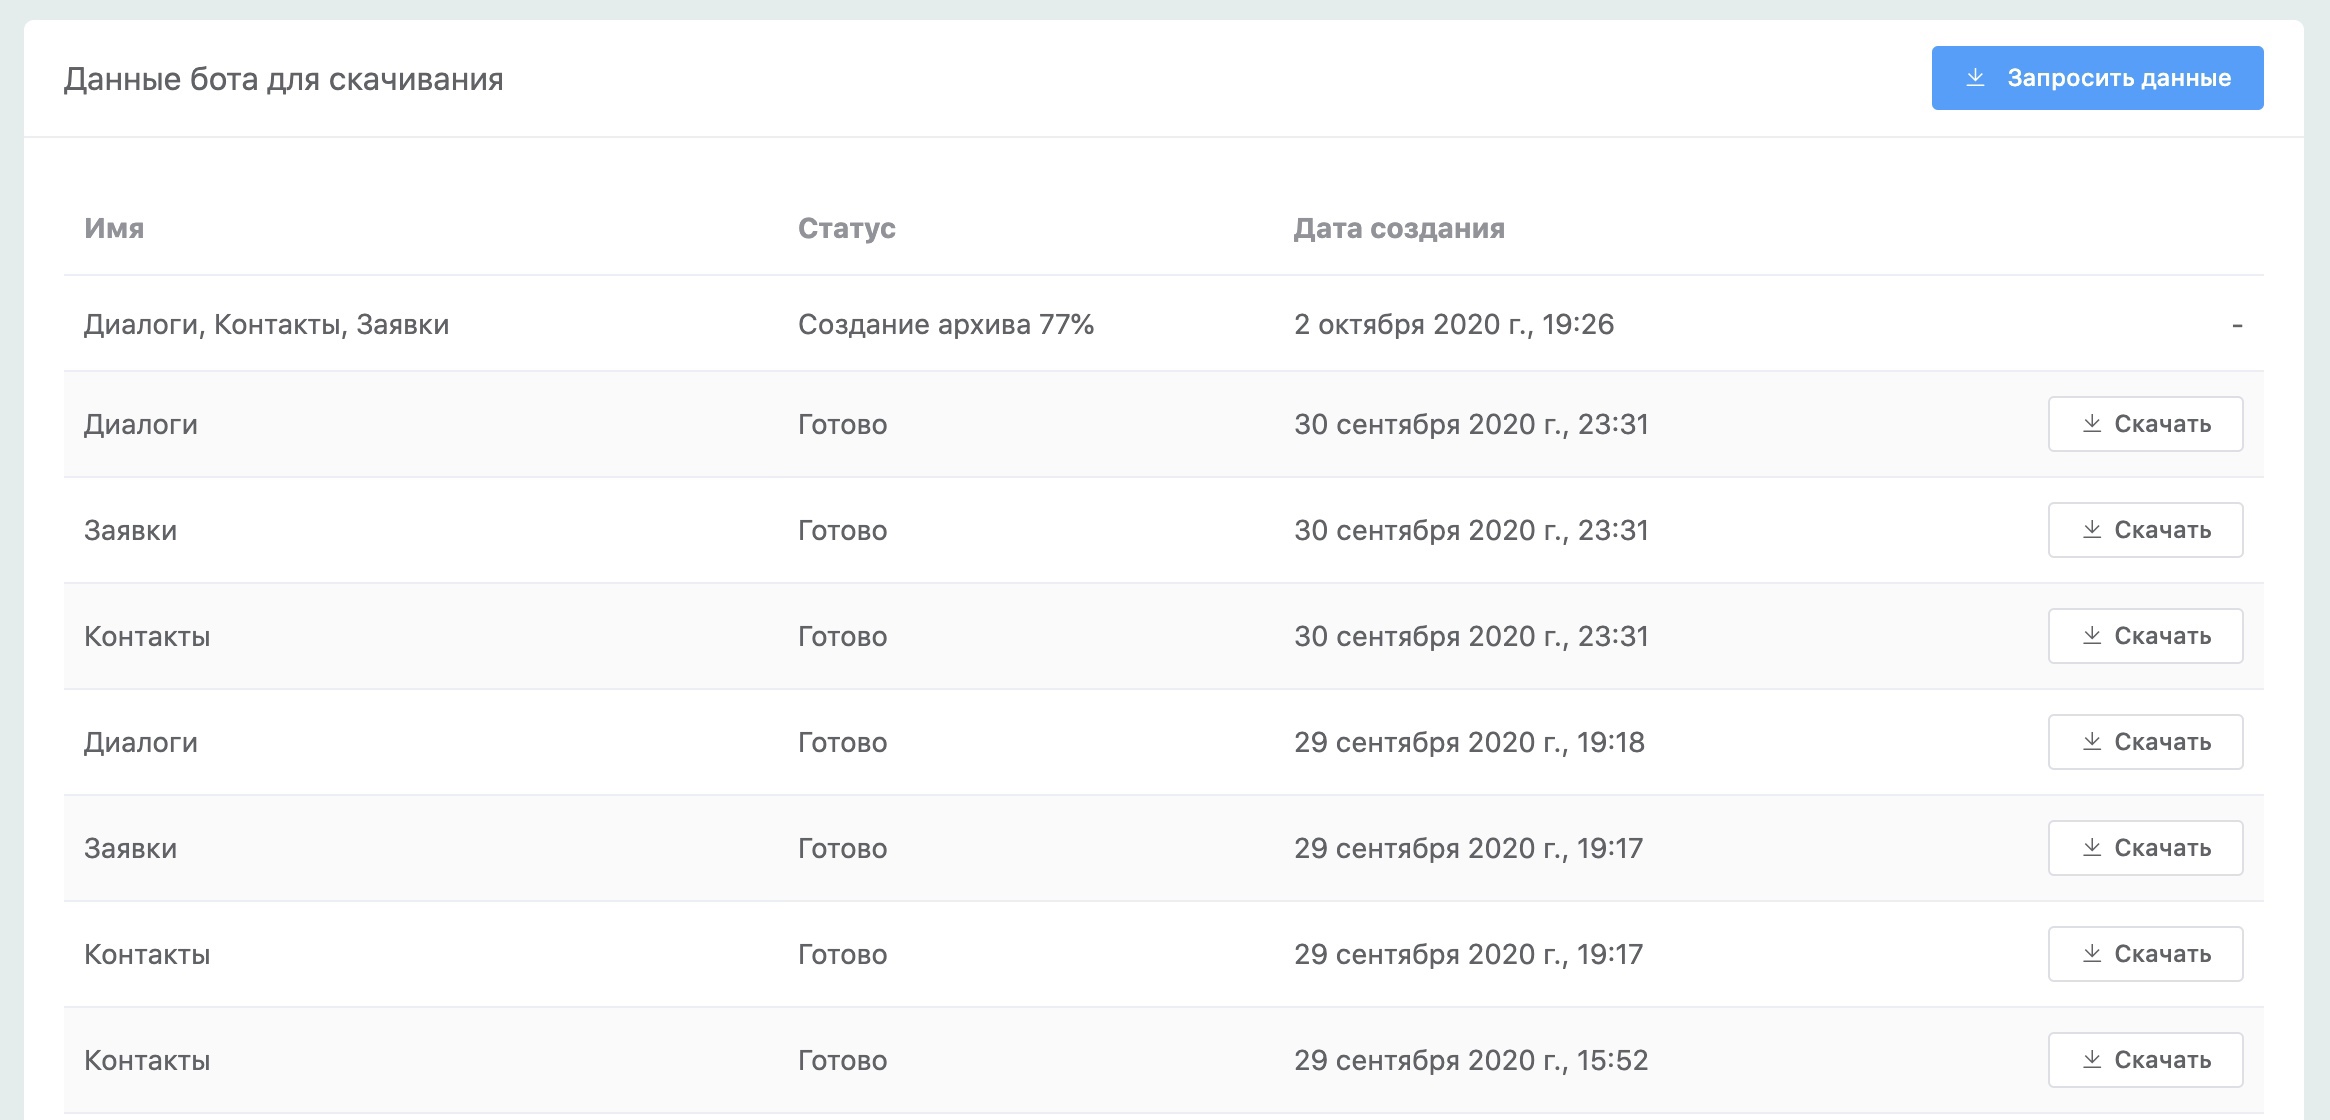 Данные бота для скачивания Запросить данные
Имя Статус Дата создания
Диалоги, Контакты, Заявки Создание архива 77% 2 октября 2020 г., 19:26 -
Диалоги Готово 30 сентября 2020 г., 23:31 Скачать
Заявки Готово 30 сентября 2020 г., 23:31 Скачать
Контакты Готово 30 сентября 2020 г., 23:31 Скачать
Диалоги Готово 29 сентября 2020 г., 19:18 Скачать
Заявки Готово 29 сентября 2020 г., 19:17 Скачать
Контакты Готово 29 сентября 2020 г., 19:17 Скачать
Контакты Готово 29 сентября 2020 г., 15:52 Скачать